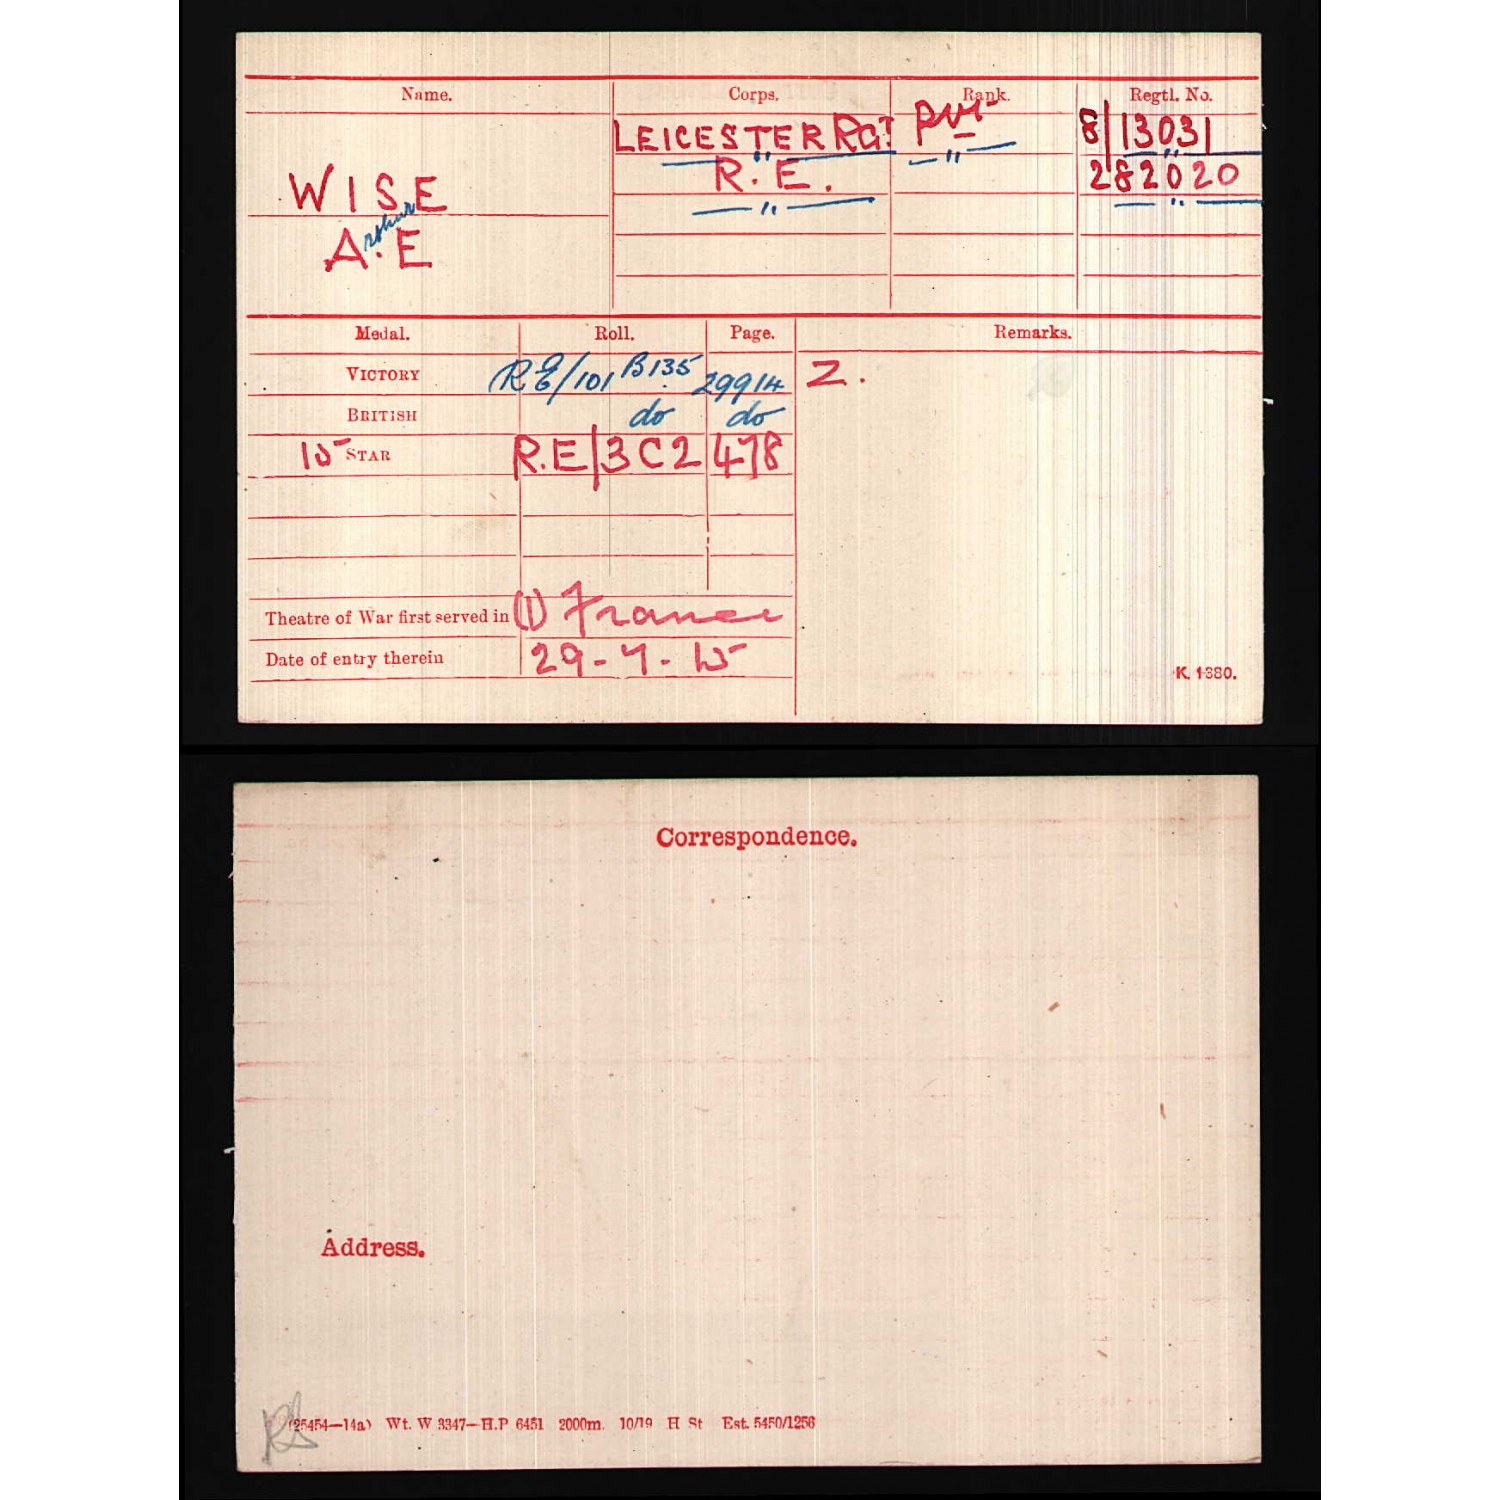 Name. Corps. Rank. Regtl. No.
LEICESTER RGT Pvt 8/13031
WISE — " — — " — — " —
R.E. 282020
Arthur E — " — — " —
Medal. Roll. Page. Remarks.
VICTORY RE/101 B135 29914 Z.
BRITISH do do
15 STAR R.E/3C2 478
Theatre of War first served in (1) France
Date of entry therein 29-7-15
K. 1380.
Correspondence.
Address.
(25454—14a) Wt. W 3347—H.P 6451 2000m. 10/19 H St Est. 5450/1256